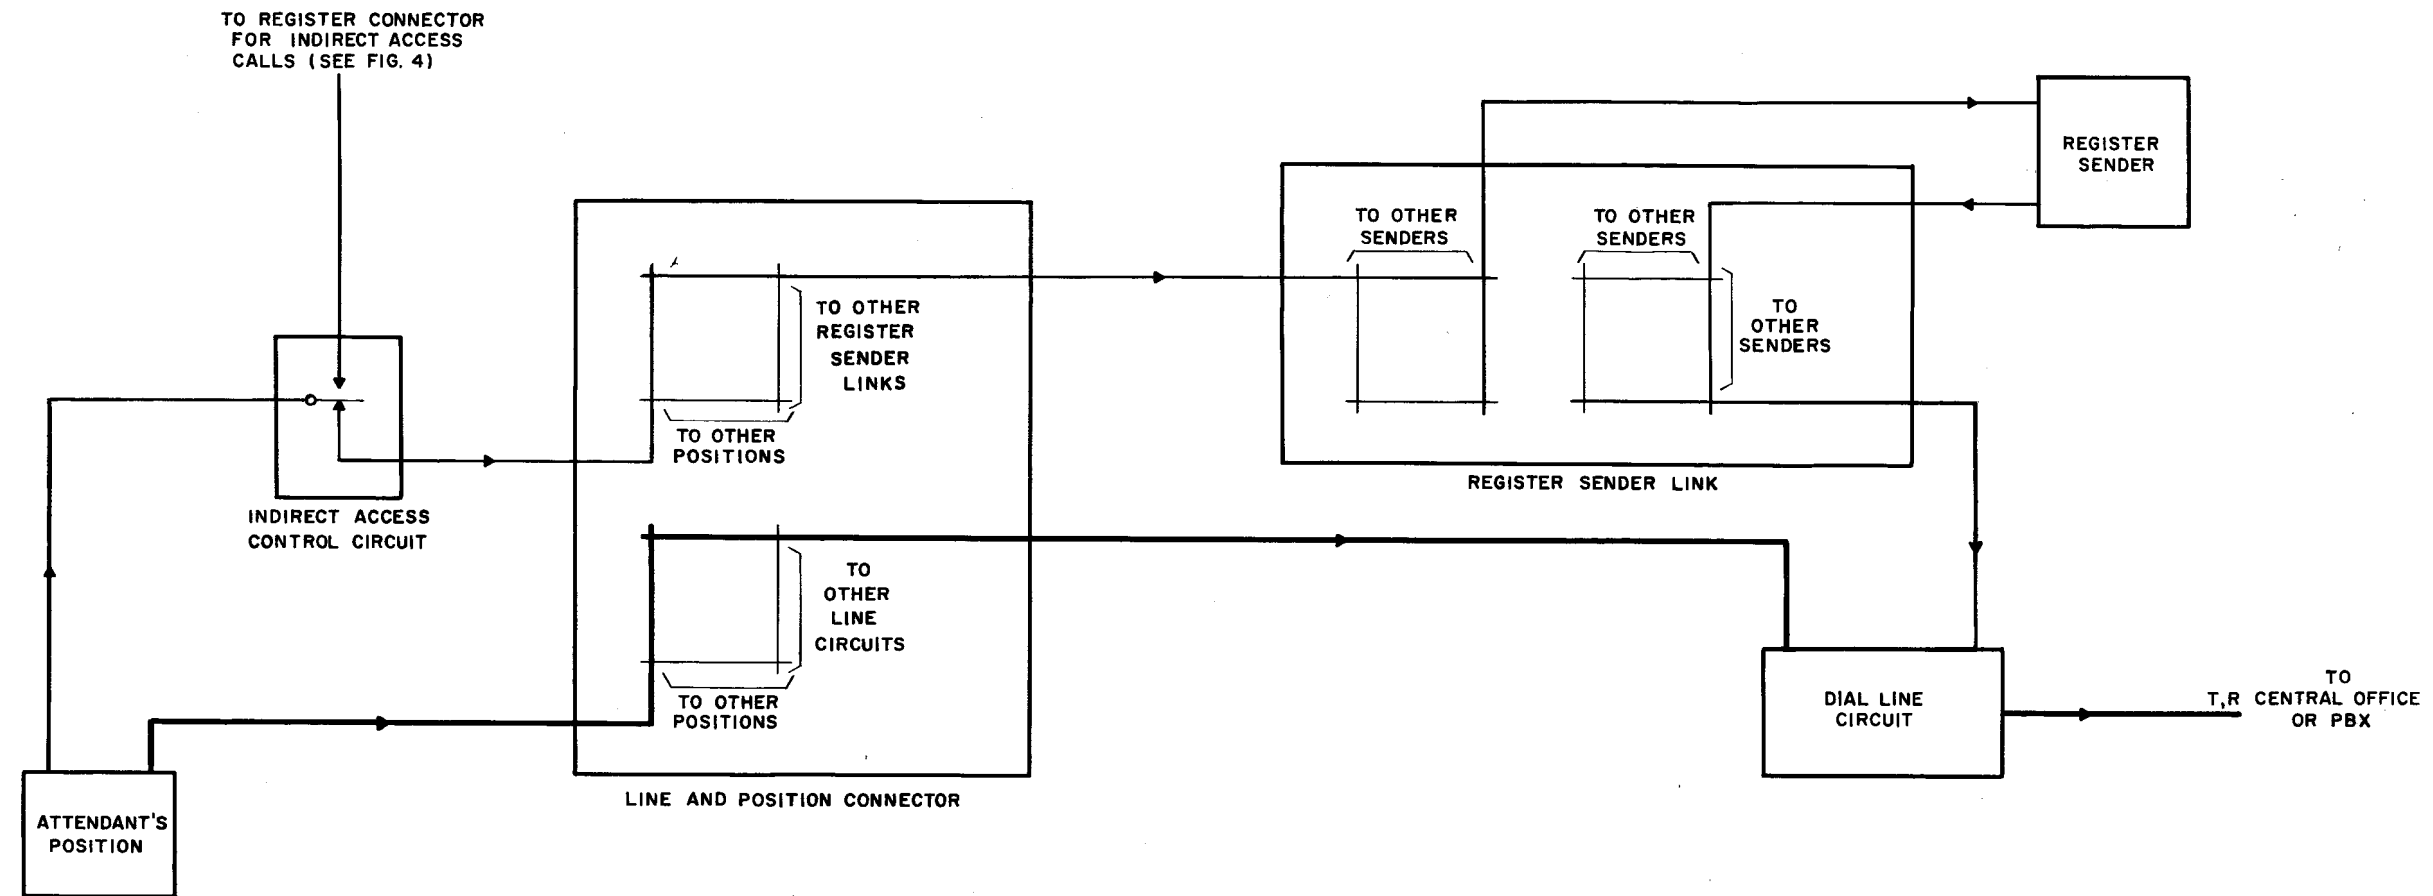 TO REGISTER CONNECTOR
FOR INDIRECT ACCESS
CALLS (SEE FIG. 4)
REGISTER
SENDER
TO OTHER
SENDERS
TO OTHER
SENDERS
TO
OTHER
SENDERS
TO OTHER
REGISTER
SENDER
LINKS
TO OTHER
POSITIONS
REGISTER SENDER LINK
INDIRECT ACCESS
CONTROL CIRCUIT
TO
OTHER
LINE
CIRCUITS
TO OTHER
POSITIONS
DIAL LINE
CIRCUIT
TO
T,R CENTRAL OFFICE
OR PBX
LINE AND POSITION CONNECTOR
ATTENDANT'S
POSITION